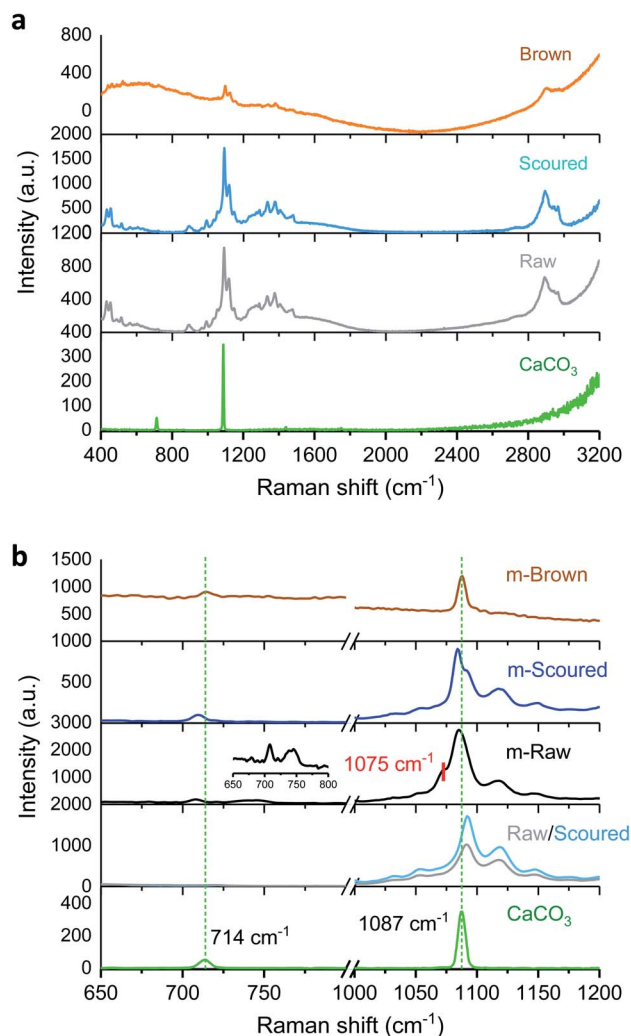 a
800
400
0
Brown
2000
1500
1000
500
Scoured
1200
800
400
Raw
400
300
200
100
0
CaCO₃
400 800 1200 1600 2000 2400 2800 3200
Raman shift (cm⁻¹)
Intensity (a.u.)
b
1500
1000
500
m-Brown
1000
500
m-Scoured
3000
2000
1000
m-Raw
1075 cm⁻¹
650 700 750 800
2000
1000
0
Raw/Scoured
400
200
0
CaCO₃
714 cm⁻¹
1087 cm⁻¹
650 700 750 1000 1050 1100 1150 1200
Raman shift (cm⁻¹)
Intensity (a.u.)